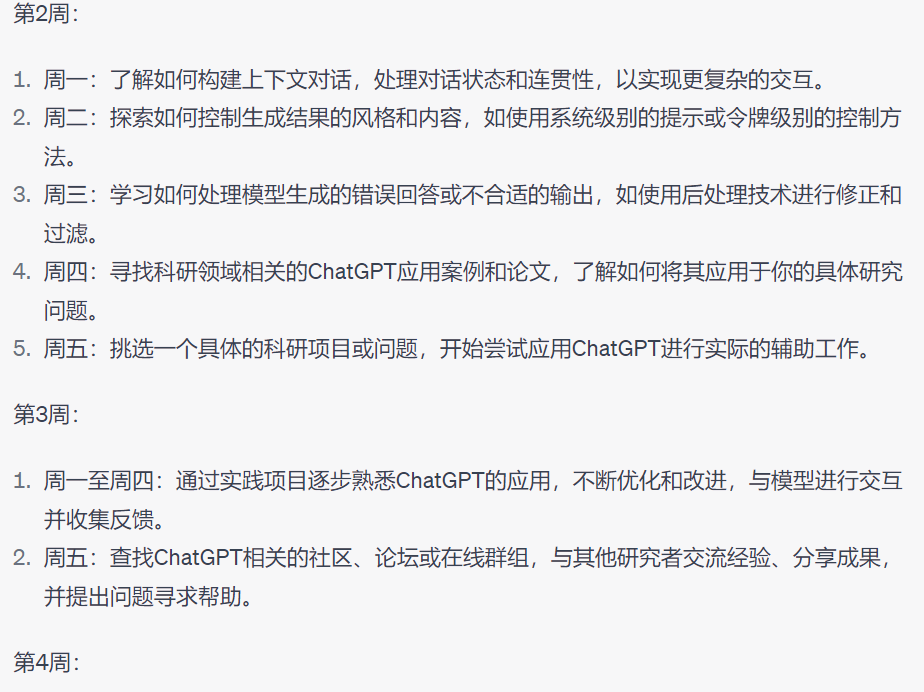 第2周：
1. 周一：了解如何构建上下文对话，处理对话状态和连贯性，以实现更复杂的交互。
2. 周二：探索如何控制生成结果的风格和内容，如使用系统级别的提示或令牌级别的控制方
法。
3. 周三：学习如何处理模型生成的错误回答或不合适的输出，如使用后处理技术进行修正和
过滤。
4. 周四：寻找科研领域相关的ChatGPT应用案例和论文，了解如何将其应用于你的具体研究
问题。
5. 周五：挑选一个具体的科研项目或问题，开始尝试应用ChatGPT进行实际的辅助工作。
第3周：
1. 周一至周四：通过实践项目逐步熟悉ChatGPT的应用，不断优化和改进，与模型进行交互
并收集反馈。
2. 周五：查找ChatGPT相关的社区、论坛或在线群组，与其他研究者交流经验、分享成果，
并提出问题寻求帮助。
第4周：